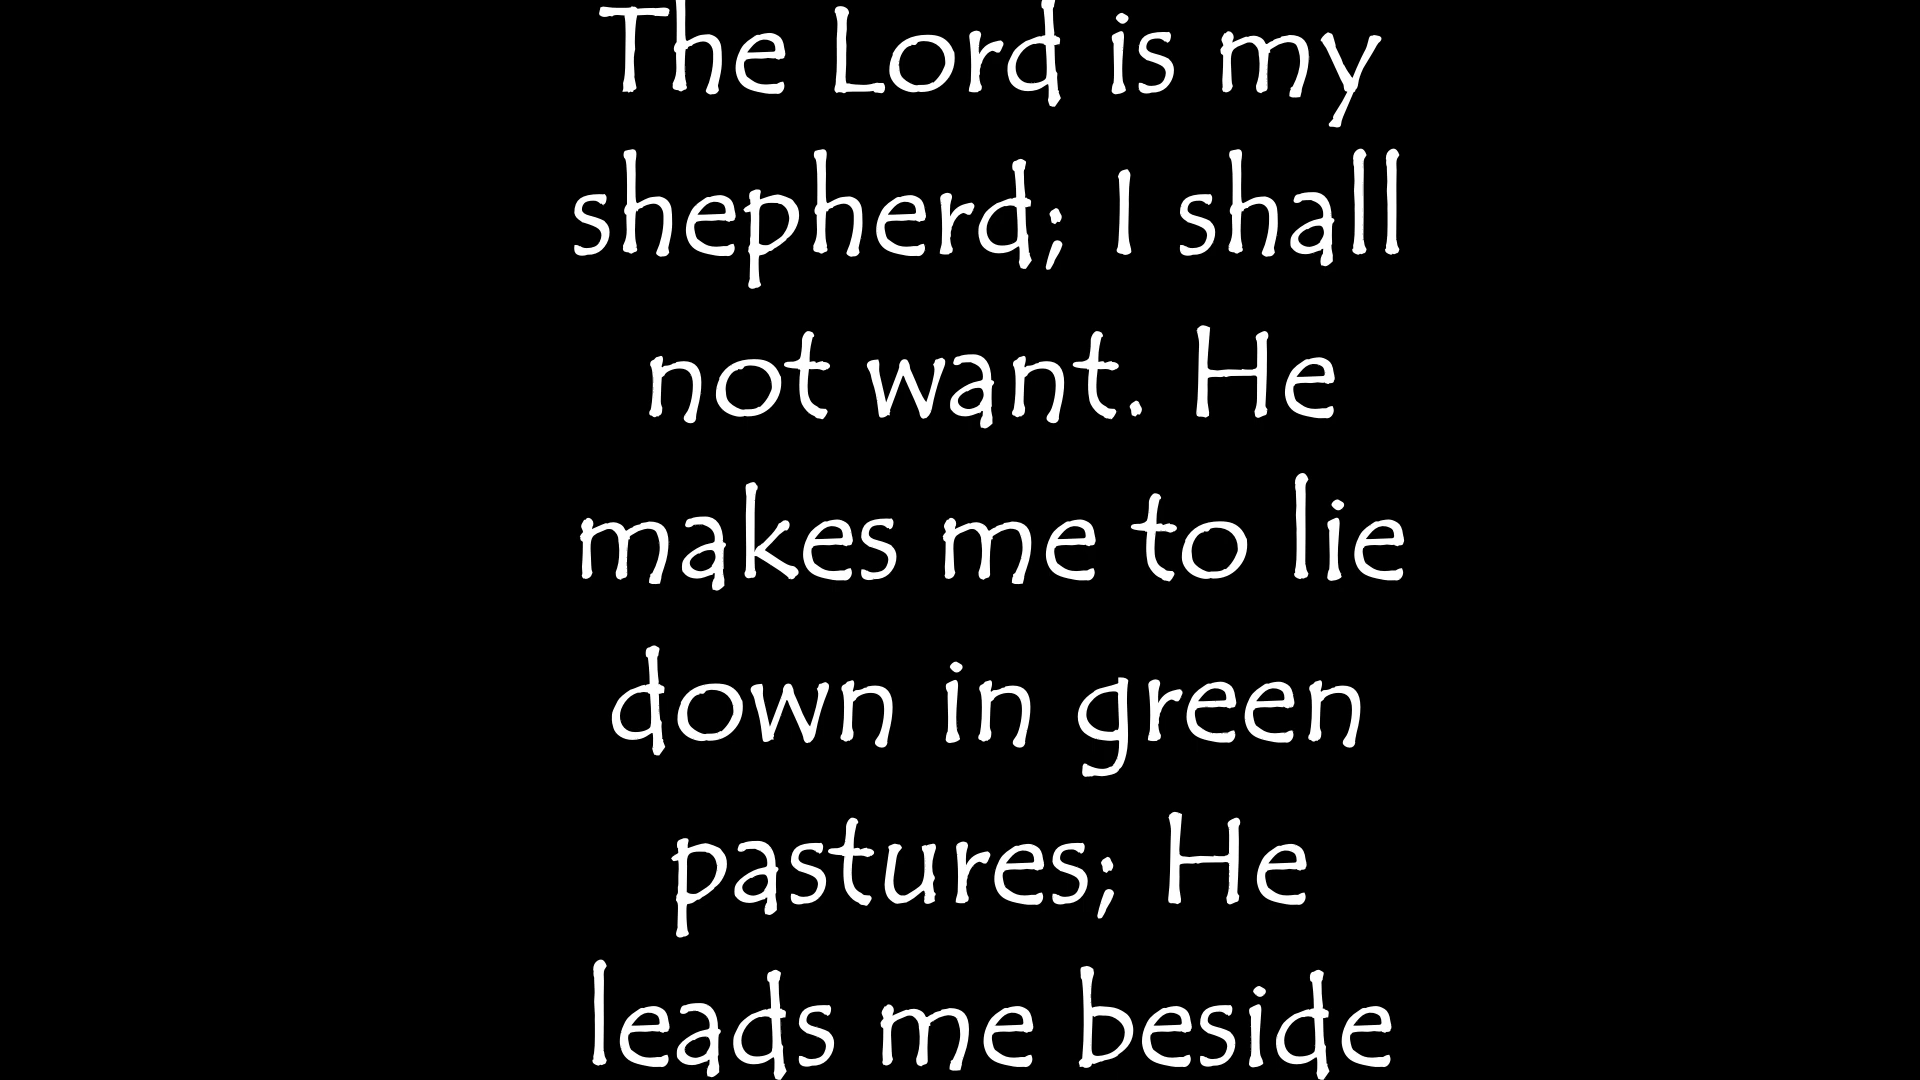 The Lord is my
shepherd; I shall
not want. He
makes me to lie
down in green
pastures; He
leads me beside